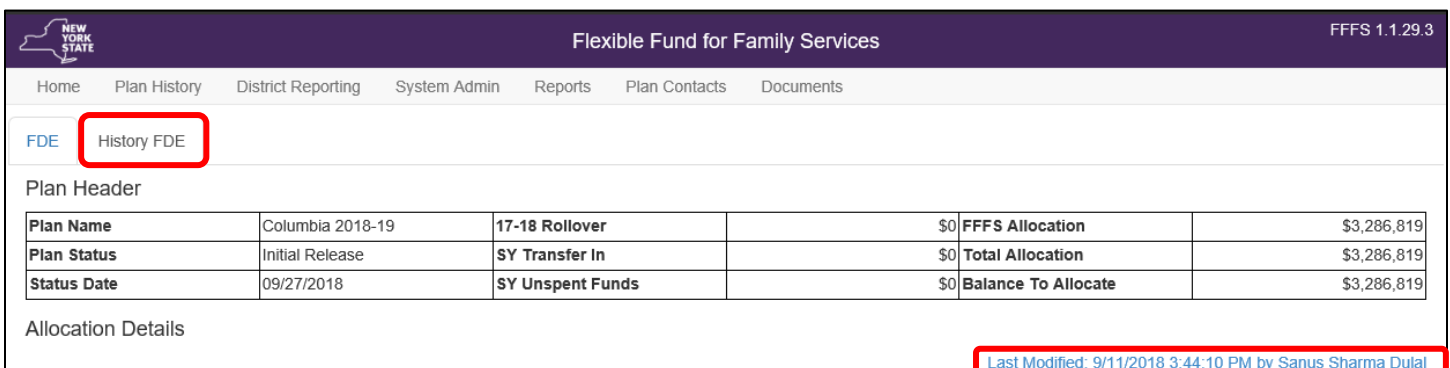 NEW
YORK
STATE
Flexible Fund for Family Services
FFFS 1.1.29.3
Home Plan History District Reporting System Admin Reports Plan Contacts Documents
FDE History FDE
Plan Header
Plan Name Columbia 2018-19 17-18 Rollover $0 FFFS Allocation $3,286,819
Plan Status Initial Release SY Transfer In $0 Total Allocation $3,286,819
Status Date 09/27/2018 SY Unspent Funds $0 Balance To Allocate $3,286,819
Allocation Details
Last Modified: 9/11/2018 3:44:10 PM by Sanus Sharma Dulal